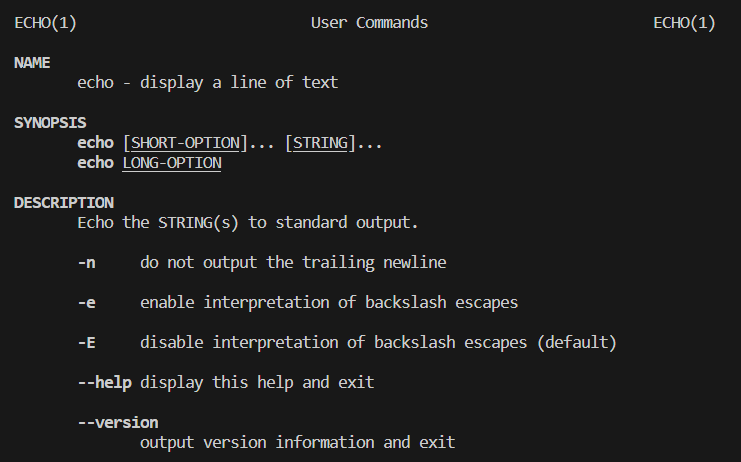 ECHO(1) User Commands ECHO(1)
NAME
echo - display a line of text
SYNOPSIS
echo [SHORT-OPTION]... [STRING]...
echo LONG-OPTION
DESCRIPTION
Echo the STRING(s) to standard output.
-n do not output the trailing newline
-e enable interpretation of backslash escapes
-E disable interpretation of backslash escapes (default)
--help display this help and exit
--version
output version information and exit